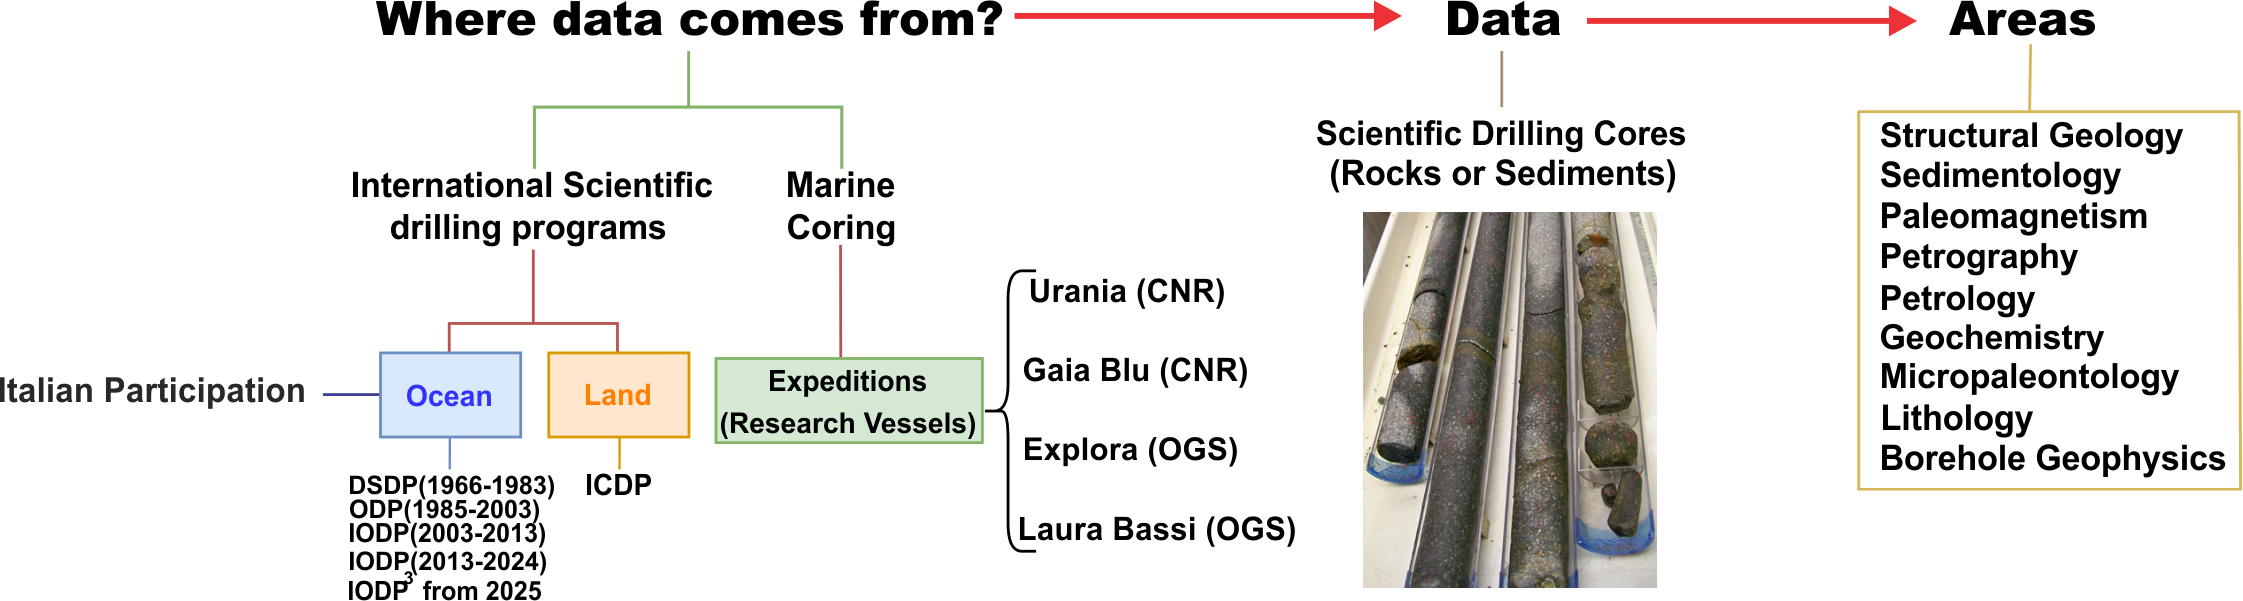 Where data comes from?
Data
Areas
International Scientific
drilling programs
Marine
Coring
Italian Participation
Ocean
Land
DSDP(1966-1983)
ODP(1985-2003)
IODP(2003-2013)
IODP(2013-2024)
IODP³ from 2025
ICDP
Expeditions
(Research Vessels)
Urania (CNR)
Gaia Blu (CNR)
Explora (OGS)
Laura Bassi (OGS)
Scientific Drilling Cores
(Rocks or Sediments)
Structural Geology
Sedimentology
Paleomagnetism
Petrography
Petrology
Geochemistry
Micropaleontology
Lithology
Borehole Geophysics